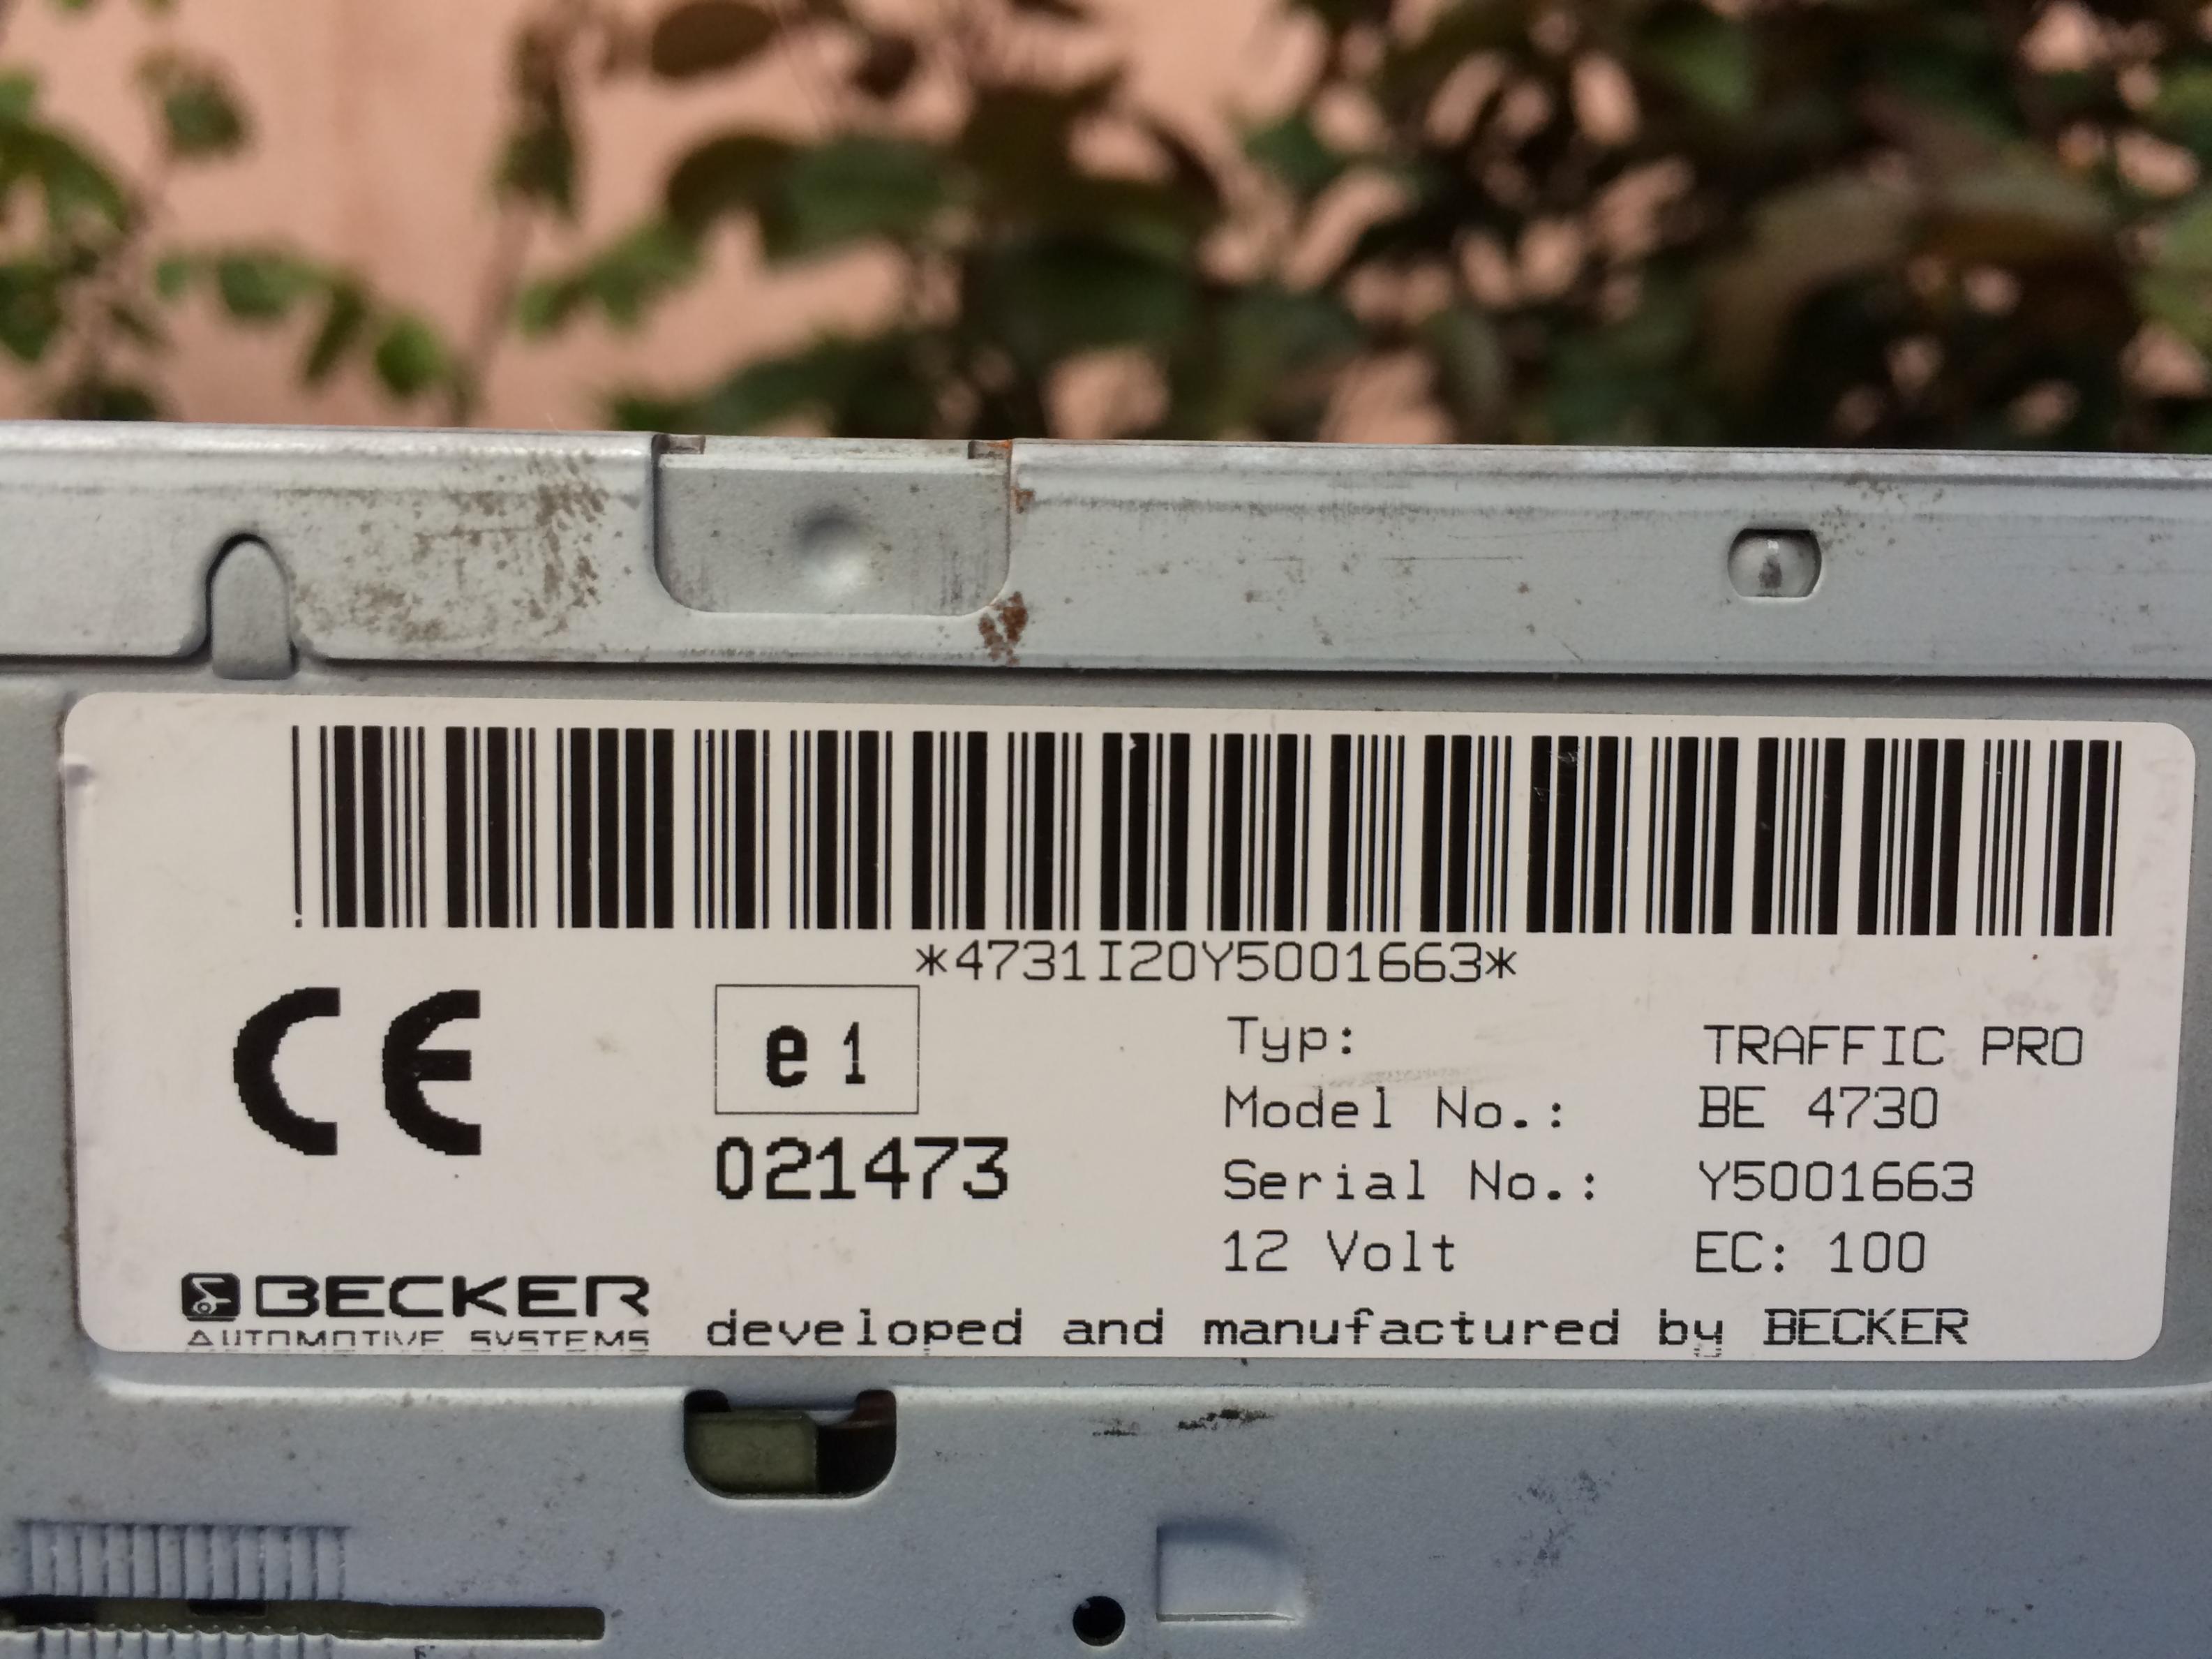 *4731I20Y5001663*
CE
e1
021473
Typ: TRAFFIC PRO
Model No.: BE 4730
Serial No.: Y5001663
12 Volt EC: 100
BECKER
AUTOMOTIVE SYSTEMS
developed and manufactured by BECKER